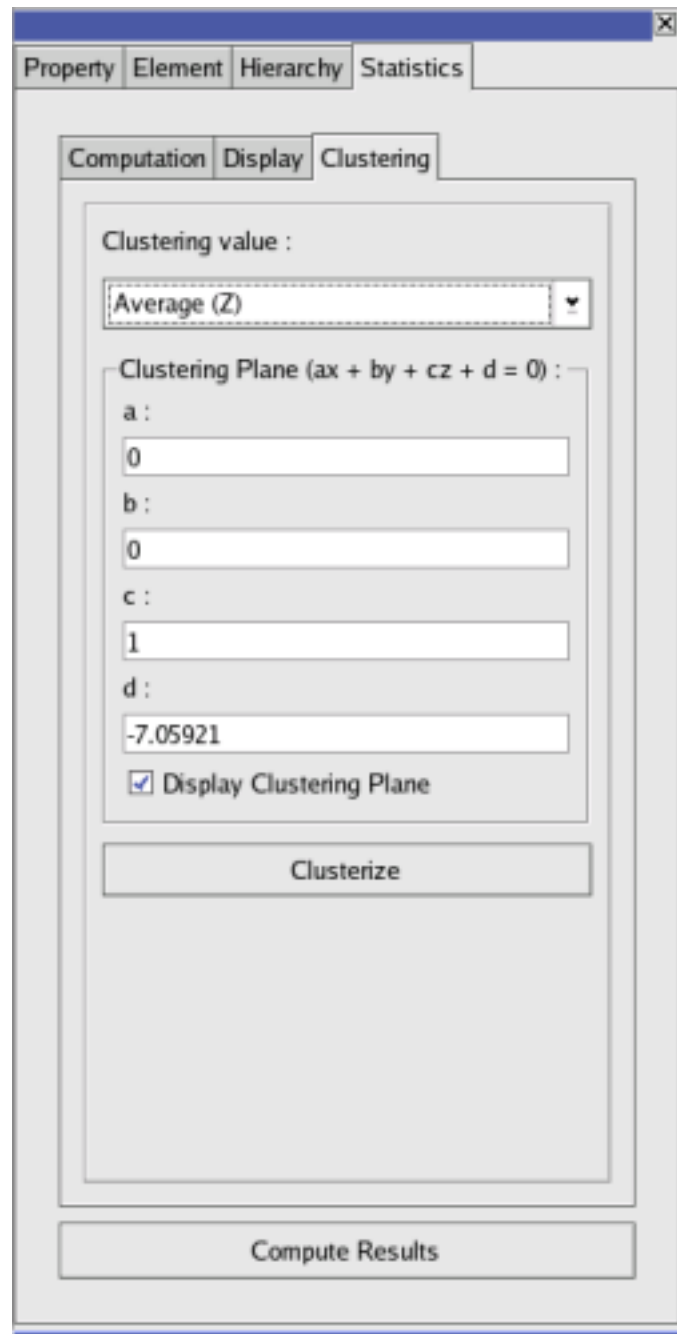 Property Element Hierarchy Statistics
Computation Display Clustering
Clustering value :
Average (Z)
Clustering Plane (ax + by + cz + d = 0) :
a :
0
b :
0
c :
1
d :
-7.05921
Display Clustering Plane
Clusterize
Compute Results